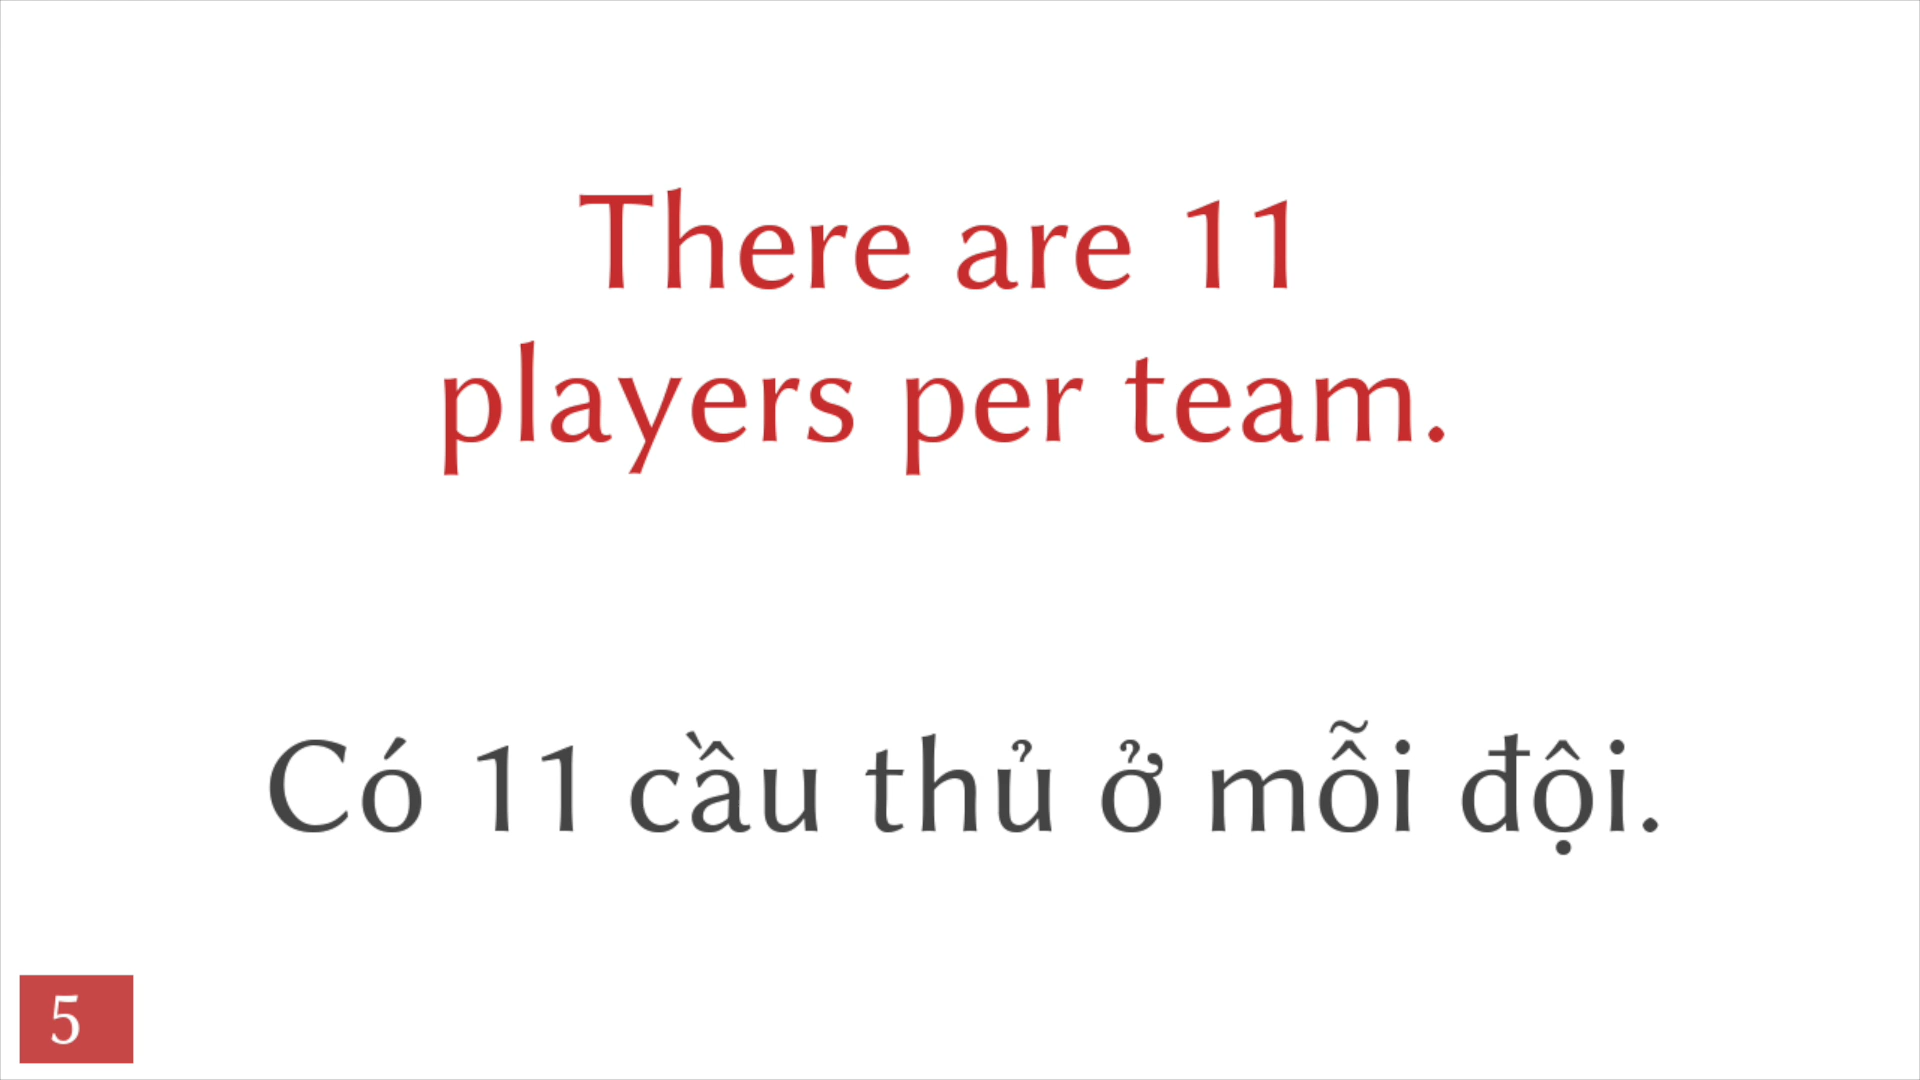 There are 11
players per team.
Có 11 cầu thủ ở mỗi đội.
5